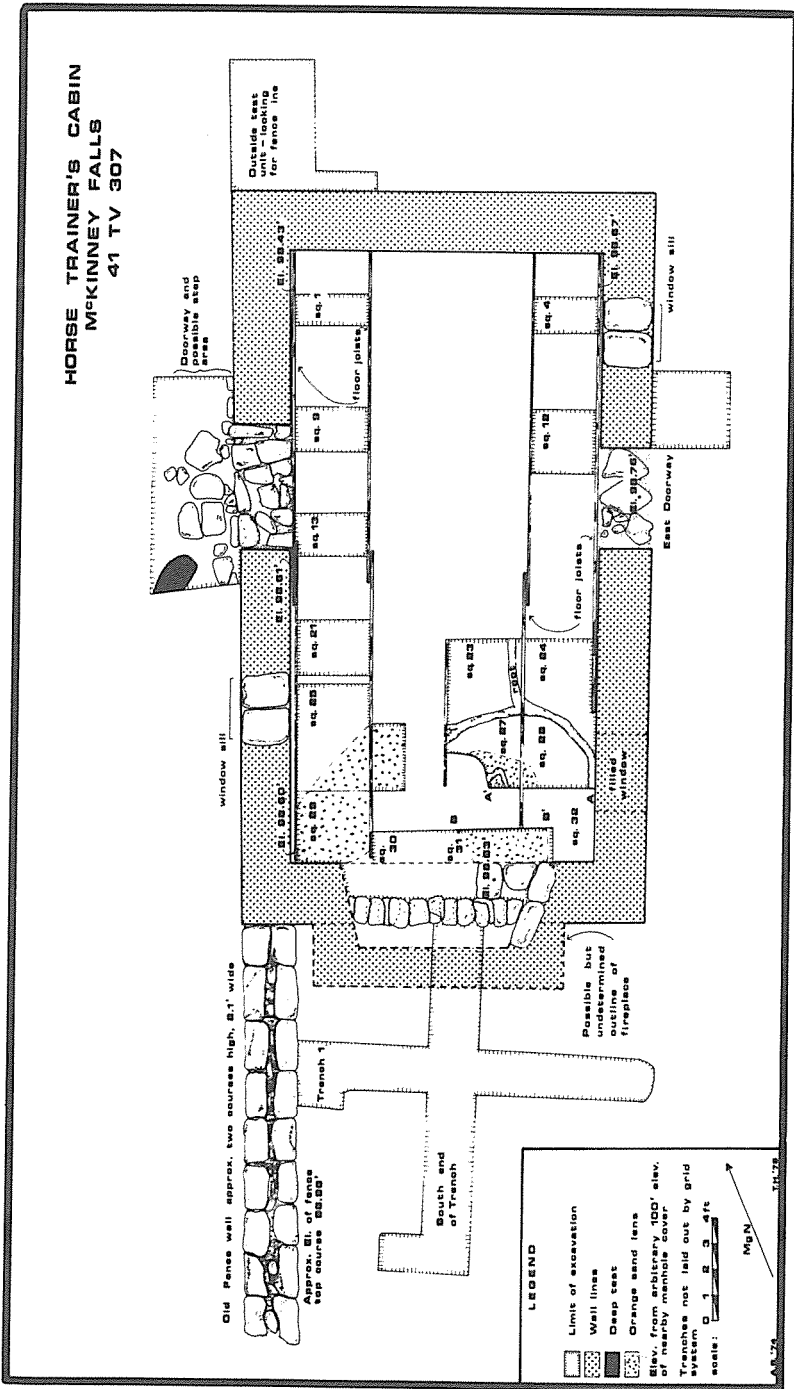 HORSE TRAINER'S CABIN
McKINNEY FALLS
41 TV 307
Outside test
unit – looking
for fence ine
Doorway and
possible step
area
El. 98.43'
sq. 1
floor joists
sq. 9
sq. 13
El. 98.61'
sq. 21
window sill
sq. 25
El. 98.60'
sq. 29
sq. 30
sq. 31
El. 98.63'
B
B'
A'
A
sq. 32
sq. 27
sq. 28
sq. 23
sq. 24
root
floor joists
sq. 12
sq. 4
El. 98.67'
window sill
El. 98.76'
East Doorway
filled
window
Possible but
undetermined
outline of
fireplace
Old Fence wall approx. two courses high, 2.1' wide
Approx. El. of fence
top course
Trench 1
South end
of Trench
LEGEND
Limit of excavation
Wall lines
Deep test
Orange sand lens
Elev. from arbitrary 100' elev.
of nearby manhole cover
Trenches not laid out by grid
system
scale: 0 1 2 3 4ft
MgN
A.R. '74
T.H. '75